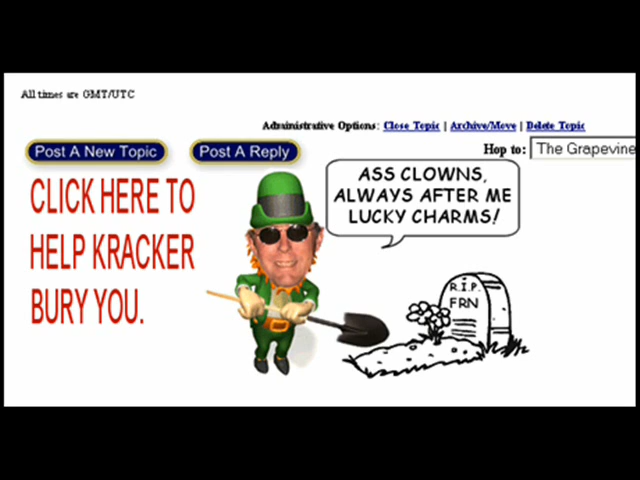 All times are GMT/UTC
Administrative Options: Close Topic | Archive/Move | Delete Topic
Post A New Topic
Post A Reply
Hop to: The Grapevine
CLICK HERE TO
HELP KRACKER
BURY YOU.
ASS CLOWNS,
ALWAYS AFTER ME
LUCKY CHARMS!
R.I.P.
FRN